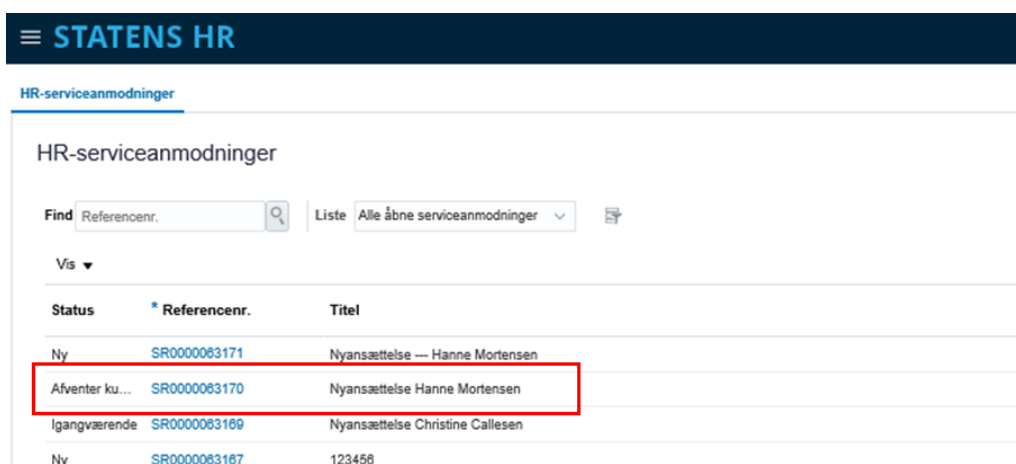 STATENS HR
HR-serviceanmodninger
HR-serviceanmodninger
Find Referencenr. Liste Alle åbne serviceanmodninger
Vis
Status * Referencenr. Titel
Ny SR0000063171 Nyansættelse --- Hanne Mortensen
Afventer ku... SR0000063170 Nyansættelse Hanne Mortensen
Igangværende SR0000063169 Nyansættelse Christine Callesen
Ny SR0000063167 123456